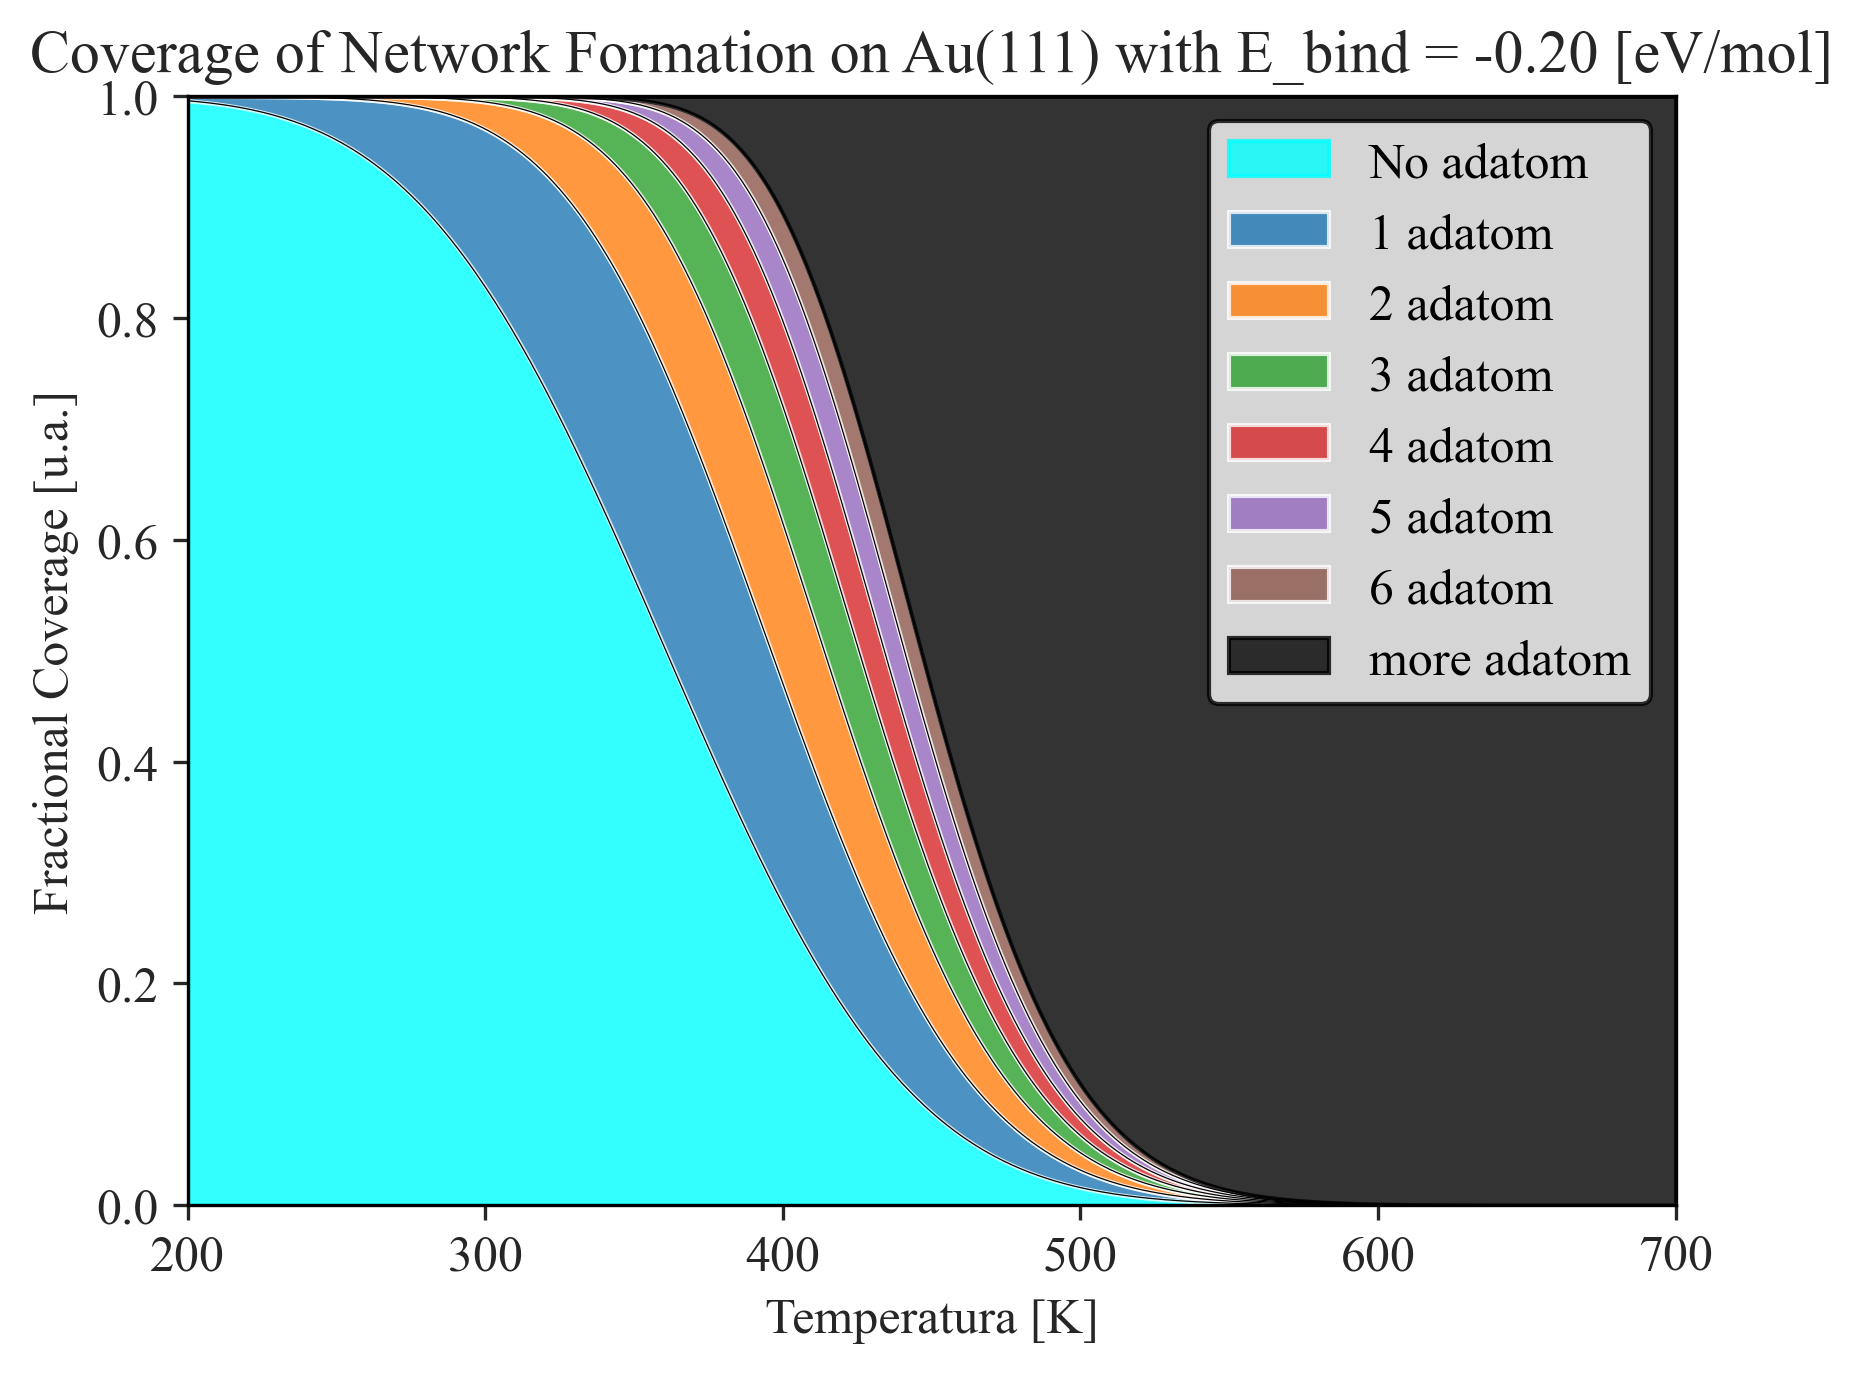 Coverage of Network Formation on Au(111) with E_bind = -0.20 [eV/mol]
1.0
0.8
0.6
0.4
0.2
0.0
Fractional Coverage [u.a.]
No adatom
1 adatom
2 adatom
3 adatom
4 adatom
5 adatom
6 adatom
more adatom
200 300 400 500 600 700
Temperatura [K]